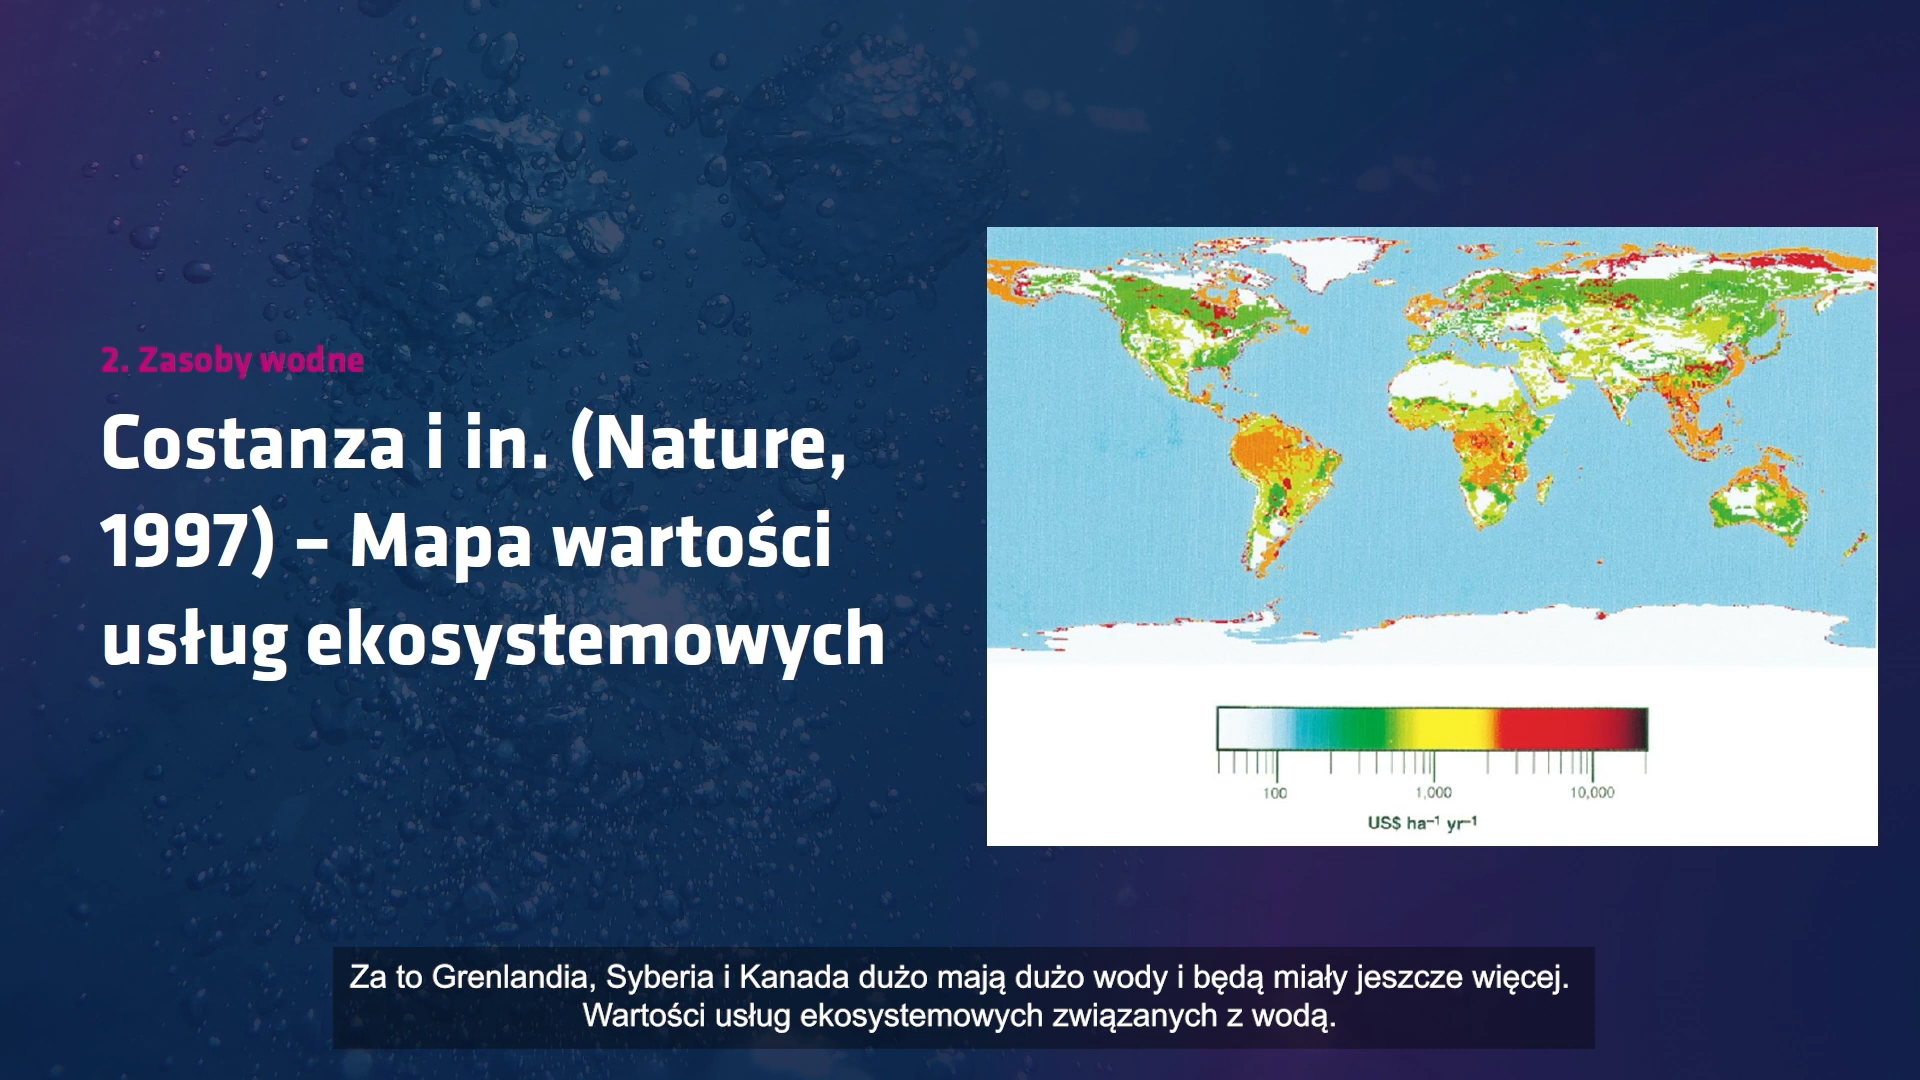 2. Zasoby wodne
Costanza i in. (Nature,
1997) – Mapa wartości
usług ekosystemowych
100 1,000 10,000
US$ ha⁻¹ yr⁻¹
Za to Grenlandia, Syberia i Kanada dużo mają dużo wody i będą miały jeszcze więcej.
Wartości usług ekosystemowych związanych z wodą.